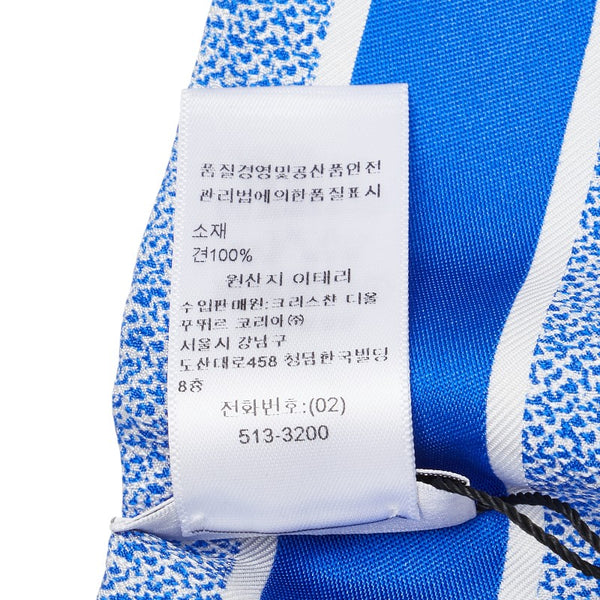 품질경영및공산품안전
관리법에의한품질표시
소재
견100%
원산지 이태리
수입판매원:크리스챤 디올
꾸뛰르 코리아㈜
서울시 강남구
도산대로458 청담한국빌딩
8층
전화번호:(02)
513-3200